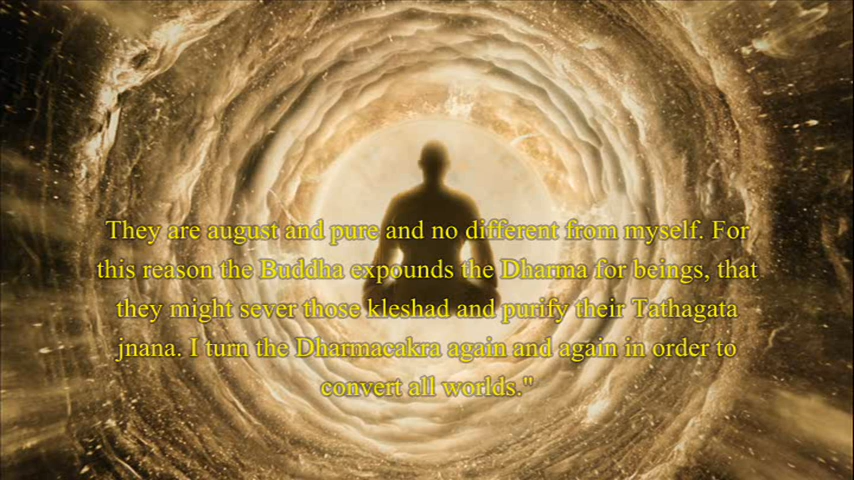 They are august and pure and no different from myself. For
this reason the Buddha expounds the Dharma for beings, that
they might sever those kleshad and purify their Tathagata
jnana. I turn the Dharmacakra again and again in order to
convert all worlds."